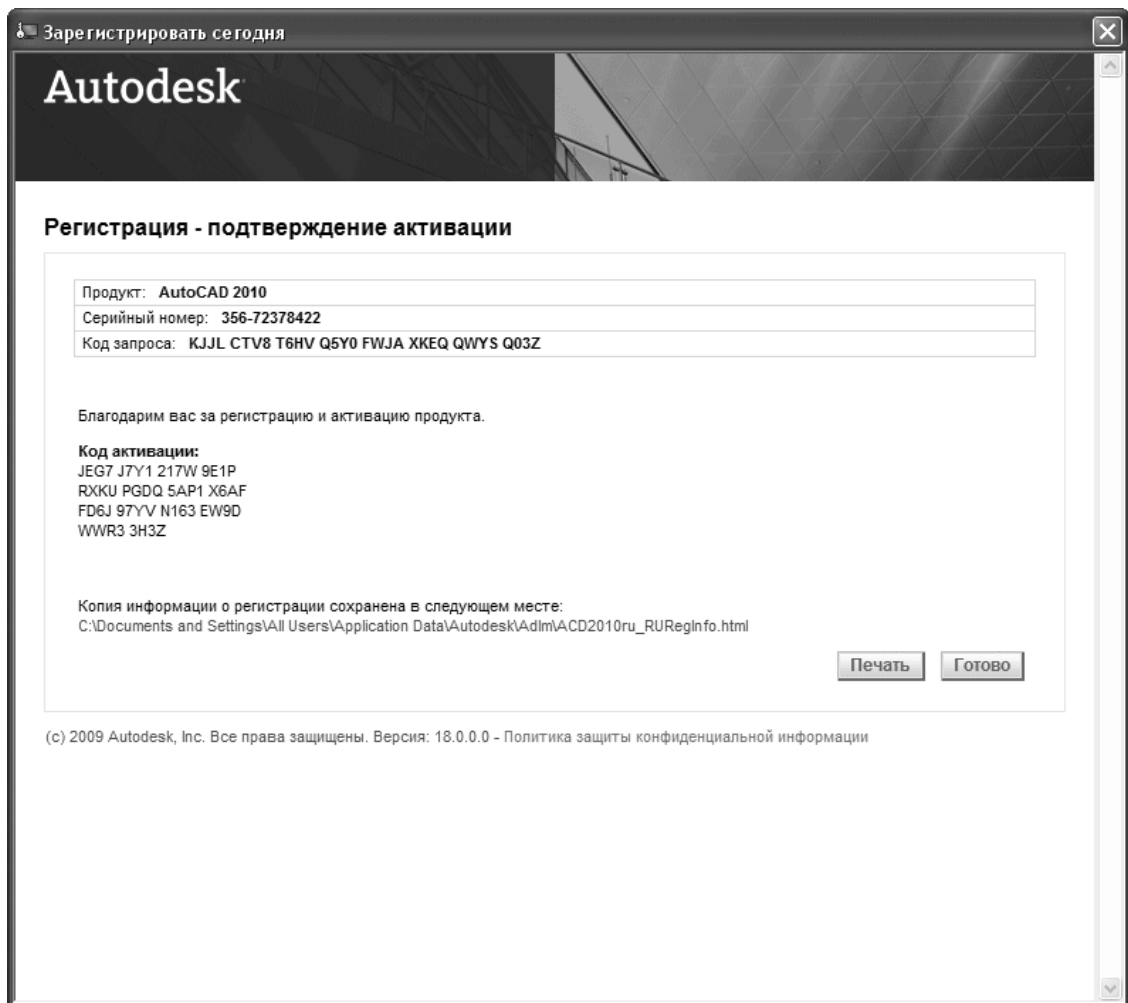 Зарегистрировать сегодня
Autodesk
Регистрация - подтверждение активации
Продукт: AutoCAD 2010
Серийный номер: 356-72378422
Код запроса: KJJL CTV8 T6HV Q5Y0 FWJA XKEQ QWYS Q03Z
Благодарим вас за регистрацию и активацию продукта.
Код активации:
JEG7 J7Y1 217W 9E1P
RXKU PGDQ 5AP1 X6AF
FD6J 97YV N163 EW9D
WWR3 3H3Z
Копия информации о регистрации сохранена в следующем месте:
C:\Documents and Settings\All Users\Application Data\Autodesk\Adlm\ACD2010ru_RURegInfo.html
Печать Готово
(c) 2009 Autodesk, Inc. Все права защищены. Версия: 18.0.0.0 - Политика защиты конфиденциальной информации